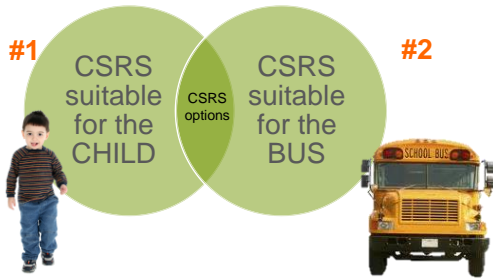 #1
CSRS
suitable
for the
CHILD
CSRS
options
CSRS
suitable
for the
BUS
#2
SCHOOL BUS